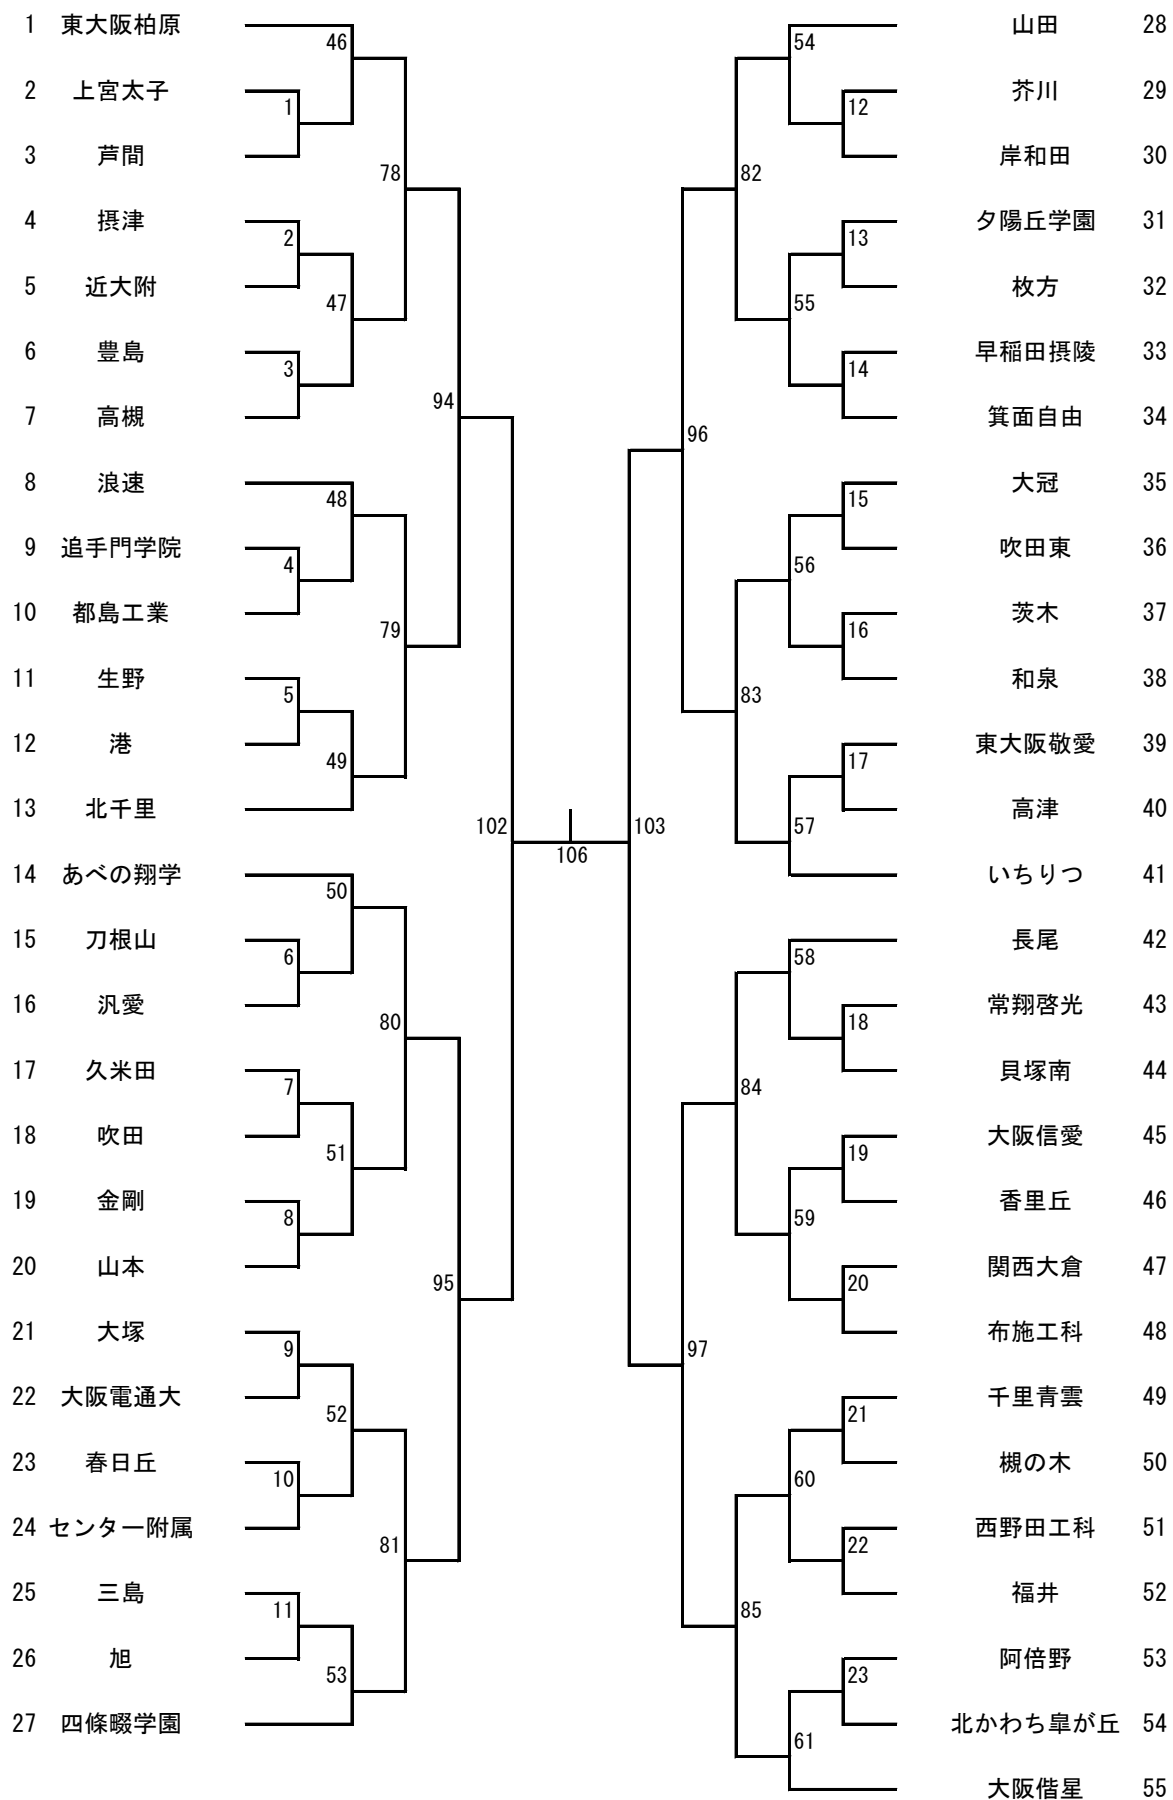 1 東大阪柏原
46
2 上宮太子
1
3 芦間
78
4 摂津
2
5 近大附
47
6 豊島
3
7 高槻
94
8 浪速
48
9 追手門学院
4
10 都島工業
79
11 生野
5
12 港
49
13 北千里
102
14 あべの翔学
50
15 刀根山
6
16 汎愛
80
17 久米田
7
18 吹田
51
19 金剛
8
20 山本
95
21 大塚
9
22 大阪電通大
52
23 春日丘
10
24 センター附属
81
25 三島
11
26 旭
53
27 四條畷学園
106
山田 28
54
芥川 29
12
岸和田 30
82
夕陽丘学園 31
13
枚方 32
55
早稲田摂陵 33
14
箕面自由 34
96
大冠 35
15
吹田東 36
56
茨木 37
16
和泉 38
83
東大阪敬愛 39
17
高津 40
103
57
いちりつ 41
長尾 42
58
常翔啓光 43
18
貝塚南 44
84
大阪信愛 45
19
香里丘 46
59
関西大倉 47
20
布施工科 48
97
千里青雲 49
21
槻の木 50
60
西野田工科 51
22
福井 52
85
阿倍野 53
23
北かわち皐が丘 54
61
大阪偕星 55